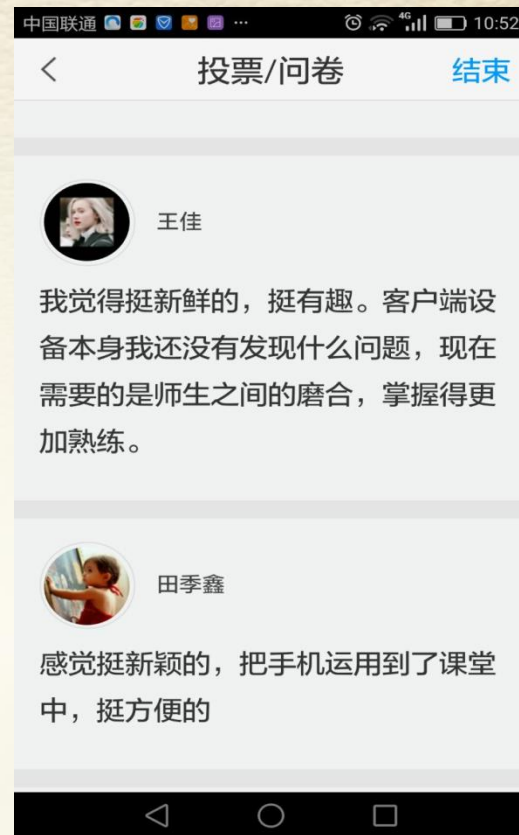 中国联通 … 4G 10:52
投票/问卷 结束
王佳
我觉得挺新鲜的，挺有趣。客户端设
备本身我还没有发现什么问题，现在
需要的是师生之间的磨合，掌握得更
加熟练。
田季鑫
感觉挺新颖的，把手机运用到了课堂
中，挺方便的